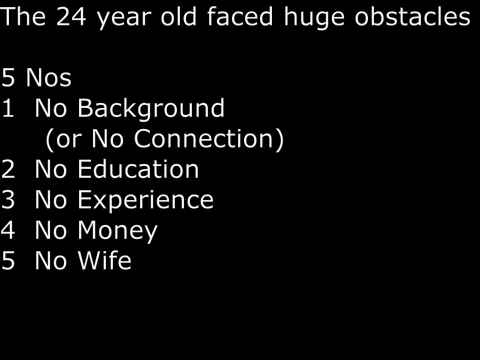 The 24 year old faced huge obstacles
5 Nos
1 No Background
(or No Connection)
2 No Education
3 No Experience
4 No Money
5 No Wife